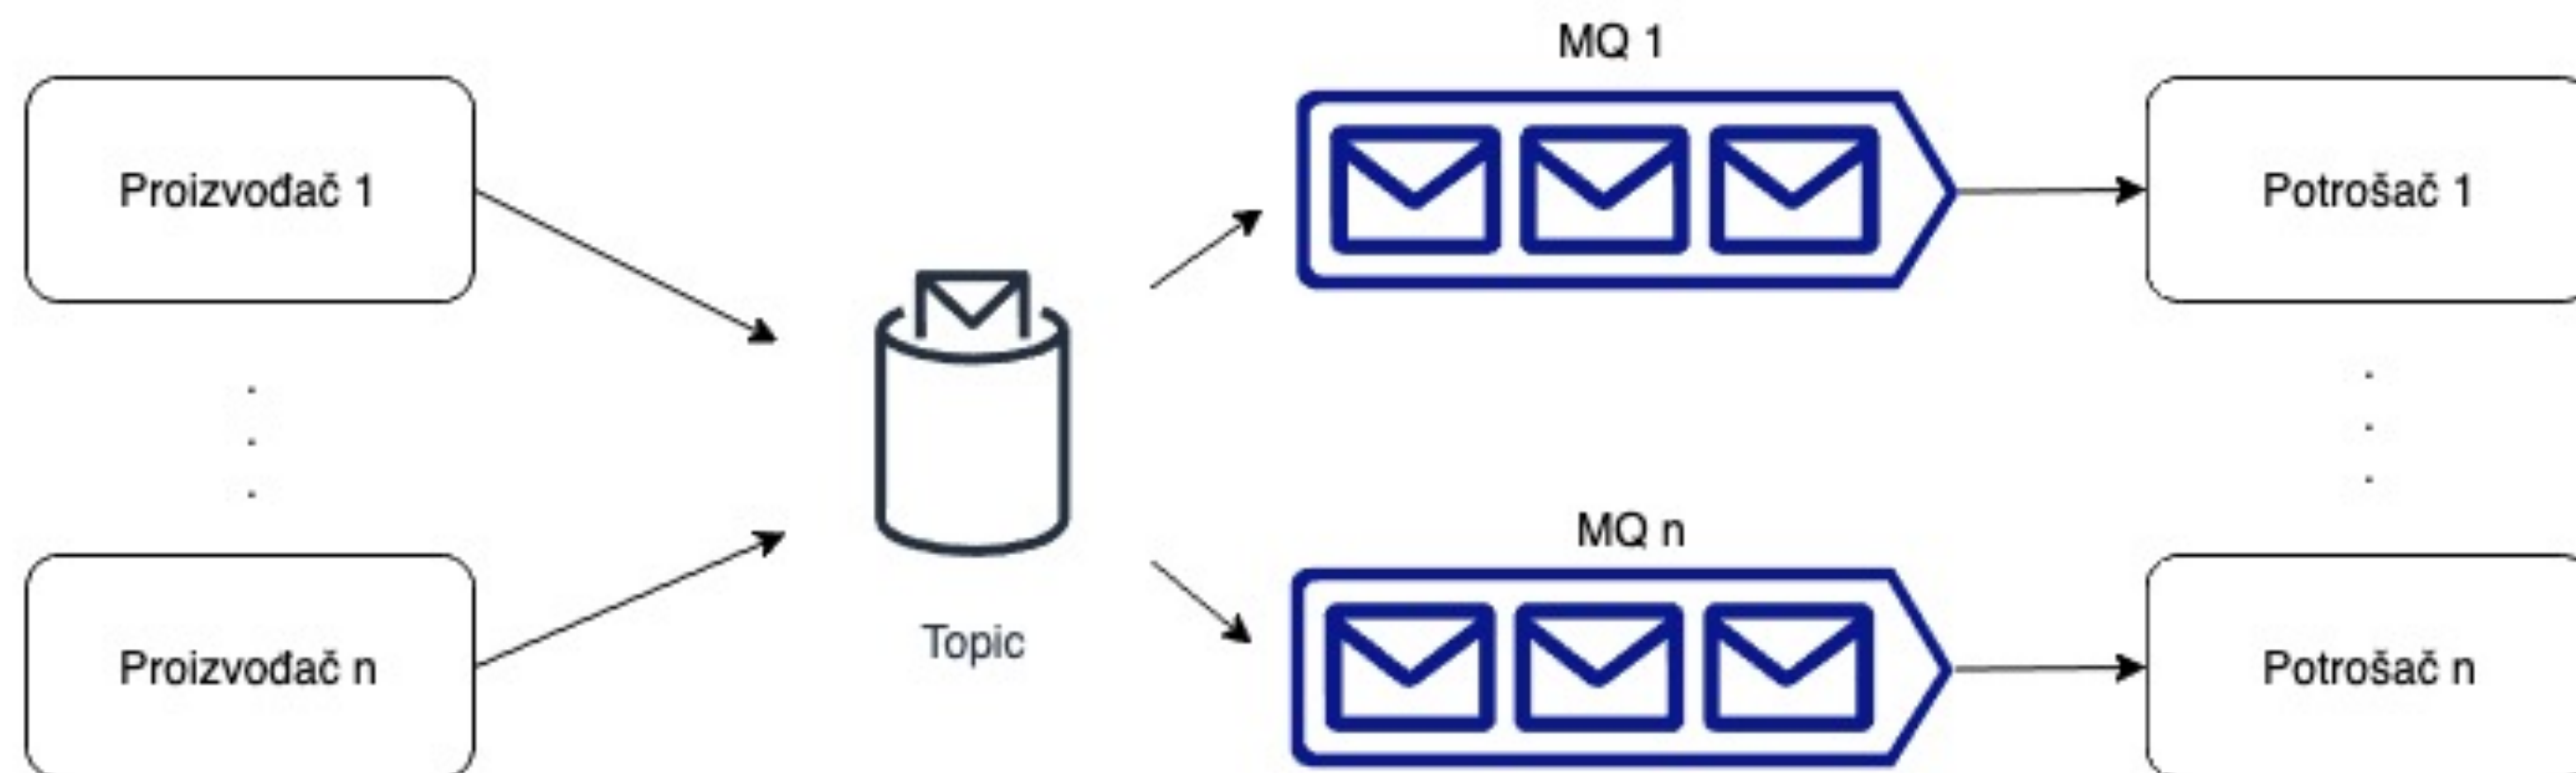 MQ 1
Proizvođač 1
Potrošač 1
MQ n
Topic
Proizvođač n
Potrošač n